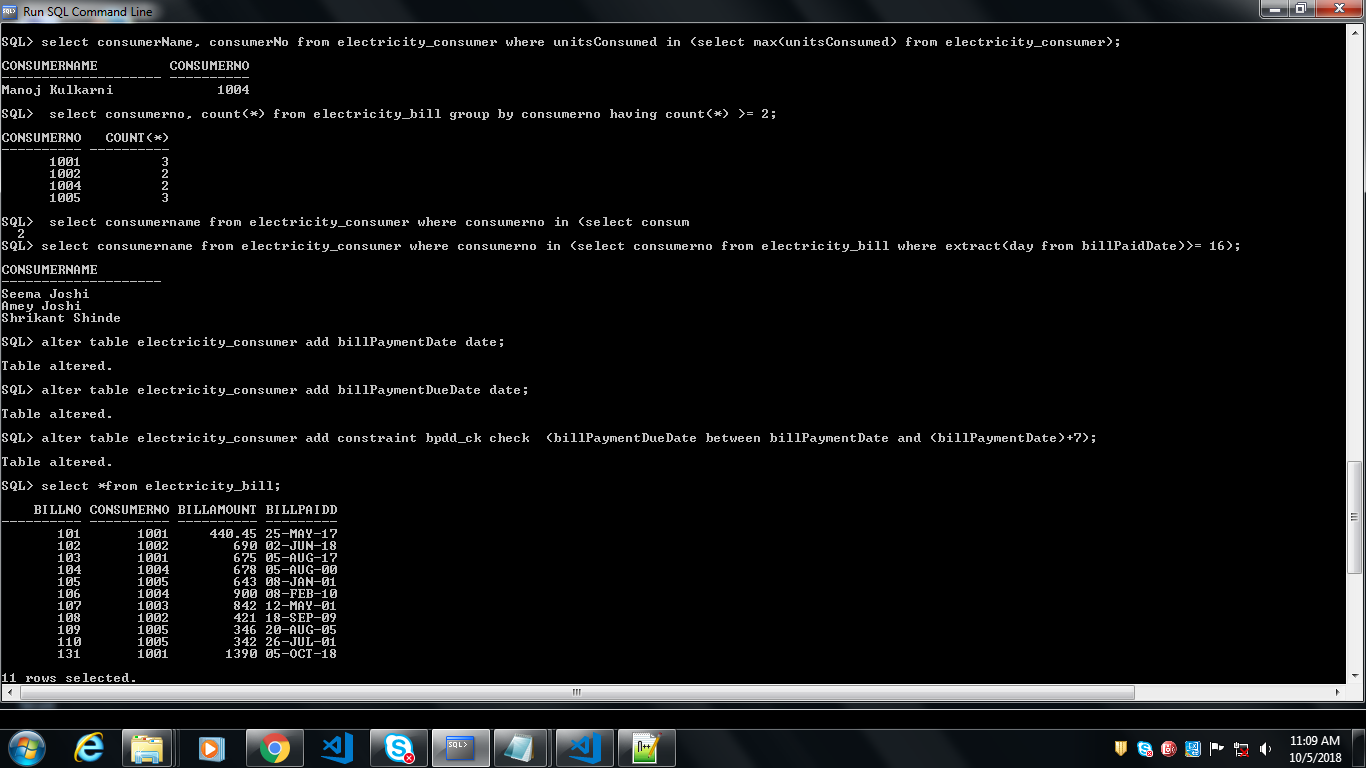 Run SQL Command Line
SQL> select consumerName, consumerNo from electricity_consumer where unitsConsumed in (select max(unitsConsumed) from electricity_consumer);
CONSUMERNAME CONSUMERNO
-------------------- ----------
Manoj Kulkarni 1004
SQL>  select consumerno, count(*) from electricity_bill group by consumerno having count(*) >= 2;
CONSUMERNO COUNT(*)
---------- ----------
1001 3
1002 2
1004 2
1005 3
SQL>  select consumername from electricity_consumer where consumerno in (select consum
2
SQL> select consumername from electricity_consumer where consumerno in (select consumerno from electricity_bill where extract(day from billPaidDate)>= 16);
CONSUMERNAME
--------------------
Seema Joshi
Amey Joshi
Shrikant Shinde
SQL> alter table electricity_consumer add billPaymentDate date;
Table altered.
SQL> alter table electricity_consumer add billPaymentDueDate date;
Table altered.
SQL> alter table electricity_consumer add constraint bpdd_ck check  (billPaymentDueDate between billPaymentDate and (billPaymentDate)+7);
Table altered.
SQL> select *from electricity_bill;
BILLNO CONSUMERNO BILLAMOUNT BILLPAIDD
---------- ---------- ---------- ---------
101 1001 440.45 25-MAY-17
102 1002 690 02-JUN-18
103 1001 675 05-AUG-17
104 1004 678 05-AUG-00
105 1005 643 08-JAN-01
106 1004 900 08-FEB-10
107 1003 842 12-MAY-01
108 1002 421 18-SEP-09
109 1005 346 20-AUG-05
110 1005 342 26-JUL-01
131 1001 1390 05-OCT-18
11 rows selected.
SQL>
11:09 AM
10/5/2018